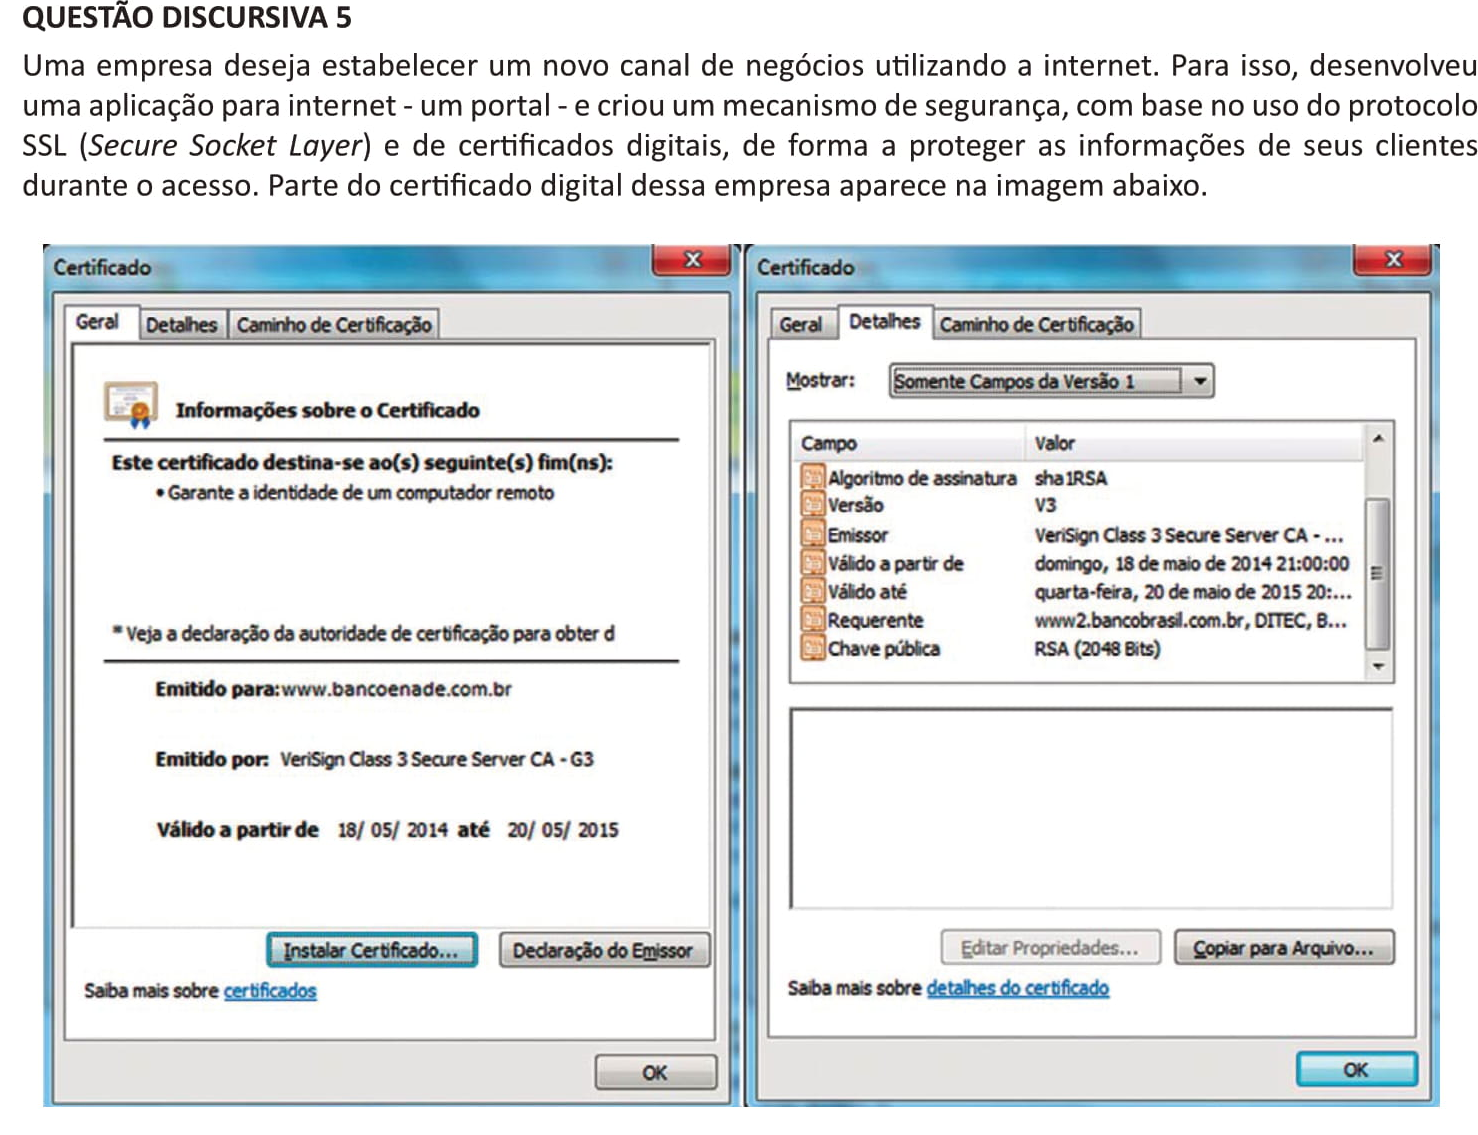 QUESTÃO DISCURSIVA 5
Uma empresa deseja estabelecer um novo canal de negócios utilizando a internet. Para isso, desenvolveu
uma aplicação para internet - um portal - e criou um mecanismo de segurança, com base no uso do protocolo
SSL (Secure Socket Layer) e de certificados digitais, de forma a proteger as informações de seus clientes
durante o acesso. Parte do certificado digital dessa empresa aparece na imagem abaixo.
Certificado
Geral Detalhes Caminho de Certificação
Informações sobre o Certificado
Este certificado destina-se ao(s) seguinte(s) fim(ns):
• Garante a identidade de um computador remoto
* Veja a declaração da autoridade de certificação para obter d
Emitido para: www.bancoenade.com.br
Emitido por: VeriSign Class 3 Secure Server CA - G3
Válido a partir de 18/ 05/ 2014 até 20/ 05/ 2015
Instalar Certificado... Declaração do Emissor
Saiba mais sobre certificados
OK
Certificado
Geral Detalhes Caminho de Certificação
Mostrar: Somente Campos da Versão 1
Campo Valor
Algoritmo de assinatura sha1RSA
Versão V3
Emissor VeriSign Class 3 Secure Server CA - ...
Válido a partir de domingo, 18 de maio de 2014 21:00:00
Válido até quarta-feira, 20 de maio de 2015 20:...
Requerente www2.bancobrasil.com.br, DITEC, B...
Chave pública RSA (2048 Bits)
Editar Propriedades... Copiar para Arquivo...
Saiba mais sobre detalhes do certificado
OK